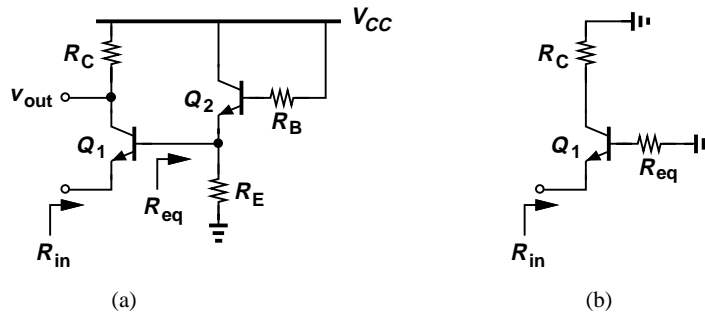 V_CC
R_C
v_out
Q_2
R_B
Q_1
R_eq
R_E
R_in
(a)
R_C
Q_1
R_eq
R_in
(b)